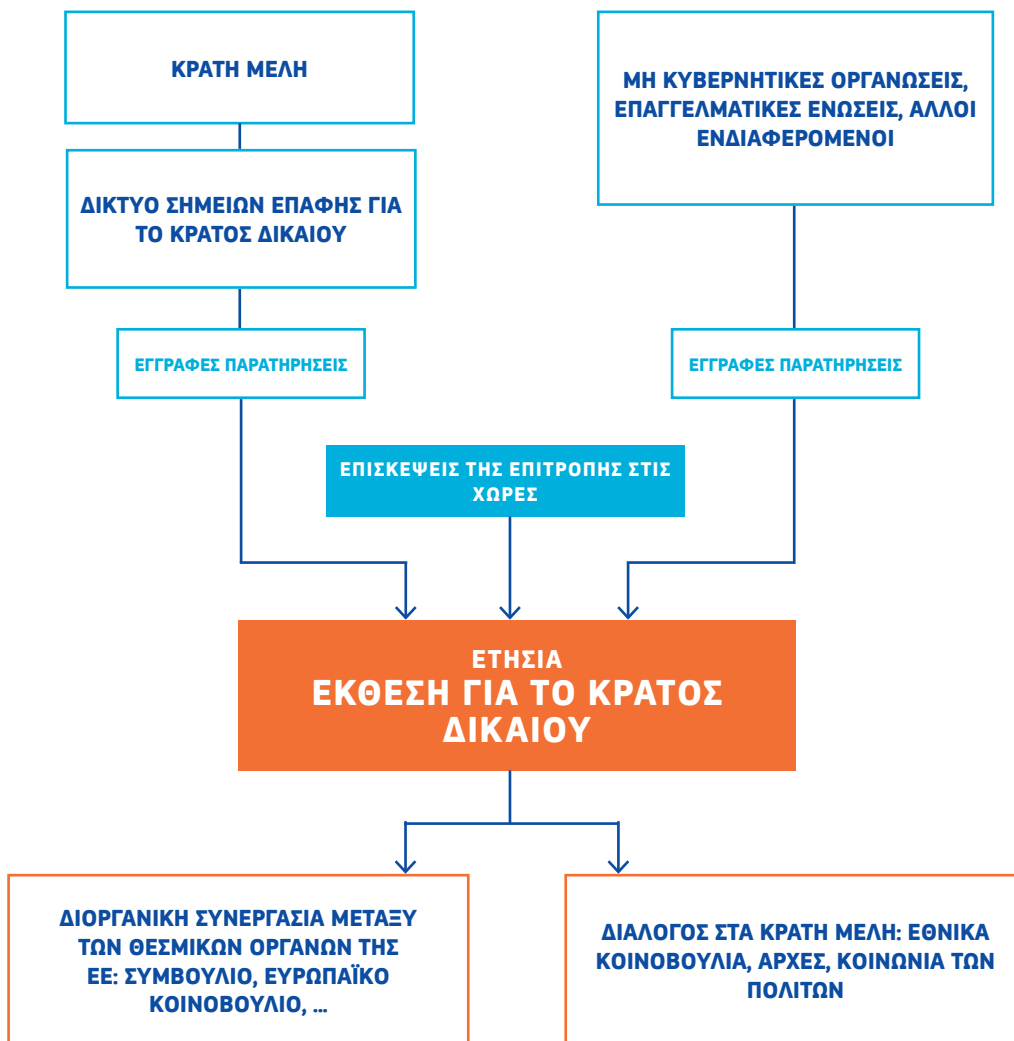 ΚΡΑΤΗ ΜΕΛΗ
ΜΗ ΚΥΒΕΡΝΗΤΙΚΕΣ ΟΡΓΑΝΩΣΕΙΣ,
ΕΠΑΓΓΕΛΜΑΤΙΚΕΣ ΕΝΩΣΕΙΣ, ΑΛΛΟΙ
ΕΝΔΙΑΦΕΡΟΜΕΝΟΙ
ΔΙΚΤΥΟ ΣΗΜΕΙΩΝ ΕΠΑΦΗΣ ΓΙΑ
ΤΟ ΚΡΑΤΟΣ ΔΙΚΑΙΟΥ
ΕΓΓΡΑΦΕΣ ΠΑΡΑΤΗΡΗΣΕΙΣ
ΕΓΓΡΑΦΕΣ ΠΑΡΑΤΗΡΗΣΕΙΣ
ΕΠΙΣΚΕΨΕΙΣ ΤΗΣ ΕΠΙΤΡΟΠΗΣ ΣΤΙΣ
ΧΩΡΕΣ
ΕΤΗΣΙΑ
ΕΚΘΕΣΗ ΓΙΑ ΤΟ ΚΡΑΤΟΣ
ΔΙΚΑΙΟΥ
ΔΙΟΡΓΑΝΙΚΗ ΣΥΝΕΡΓΑΣΙΑ ΜΕΤΑΞΥ
ΤΩΝ ΘΕΣΜΙΚΩΝ ΟΡΓΑΝΩΝ ΤΗΣ
ΕΕ: ΣΥΜΒΟΥΛΙΟ, ΕΥΡΩΠΑΪΚΟ
ΚΟΙΝΟΒΟΥΛΙΟ, ...
ΔΙΑΛΟΓΟΣ ΣΤΑ ΚΡΑΤΗ ΜΕΛΗ: ΕΘΝΙΚΑ
ΚΟΙΝΟΒΟΥΛΙΑ, ΑΡΧΕΣ, ΚΟΙΝΩΝΙΑ ΤΩΝ
ΠΟΛΙΤΩΝ